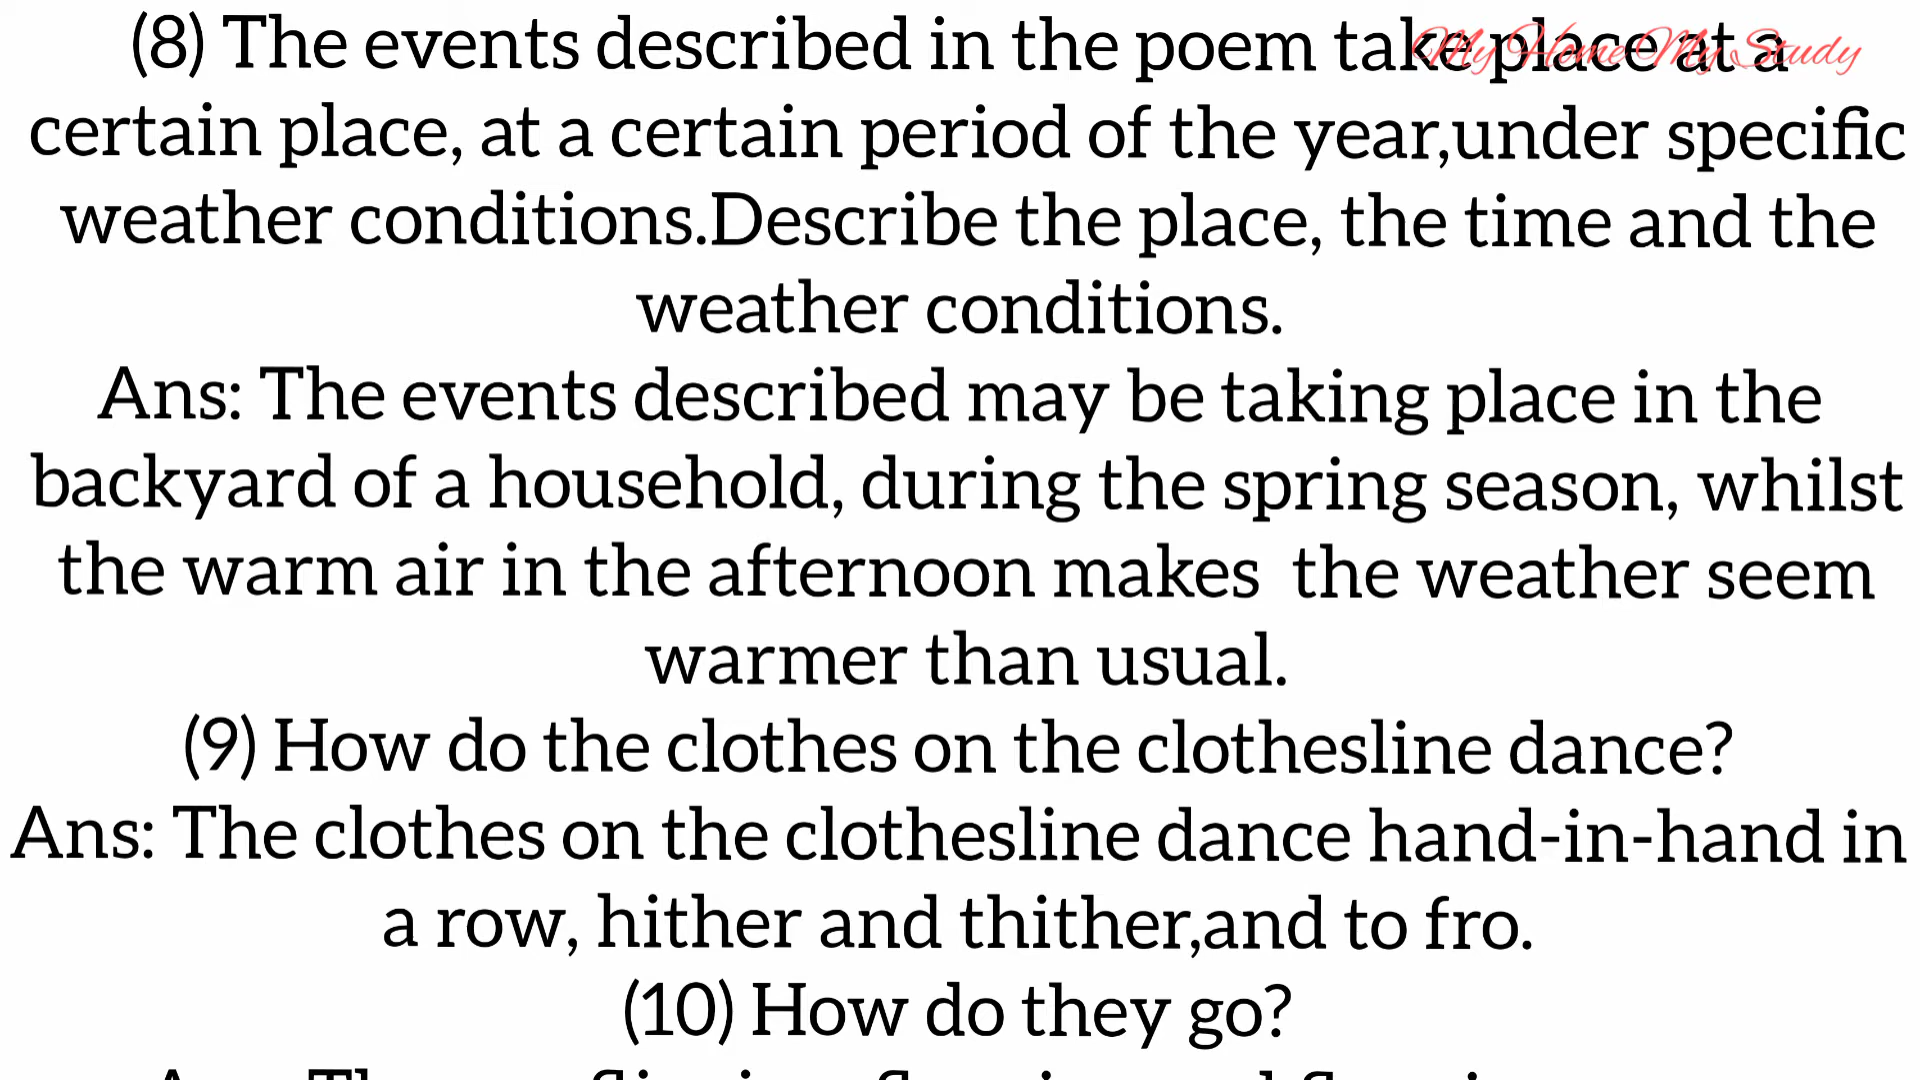 (8) The events described in the poem take place at a
My Home My Study
certain place, at a certain period of the year,under specific
weather conditions.Describe the place, the time and the
weather conditions.
Ans: The events described may be taking place in the
backyard of a household, during the spring season, whilst
the warm air in the afternoon makes  the weather seem
warmer than usual.
(9) How do the clothes on the clothesline dance?
Ans: The clothes on the clothesline dance hand-in-hand in
a row, hither and thither,and to fro.
(10) How do they go?